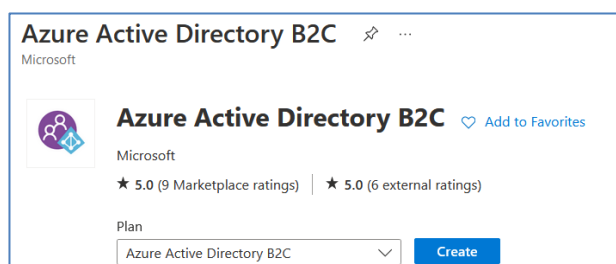 Azure Active Directory B2C ...
Microsoft
Azure Active Directory B2C Add to Favorites
Microsoft
★ 5.0 (9 Marketplace ratings) | ★ 5.0 (6 external ratings)
Plan
Azure Active Directory B2C Create